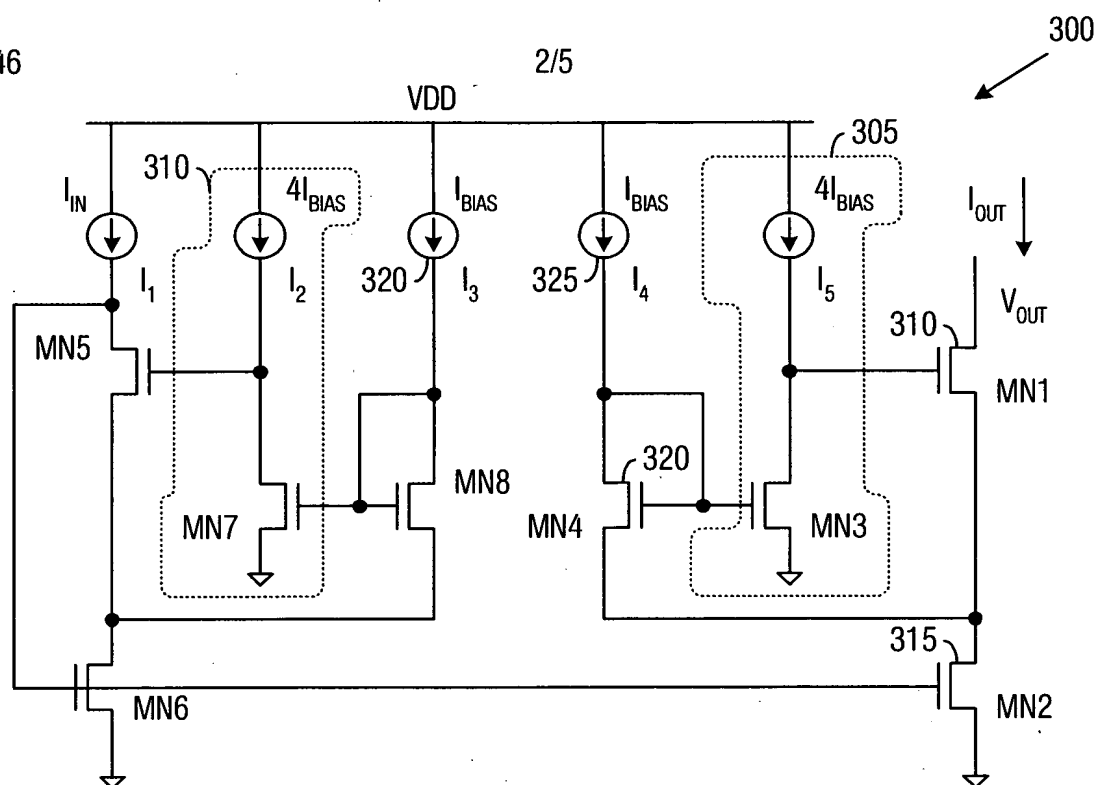 300
46
2/5
VDD
305
310
I_IN
4I_BIAS
I_BIAS
I_BIAS
4I_BIAS
I_OUT
I_1
I_2
320
I_3
325
I_4
I_5
V_OUT
310
MN5
MN1
MN8
320
MN7
MN4
MN3
315
MN6
MN2